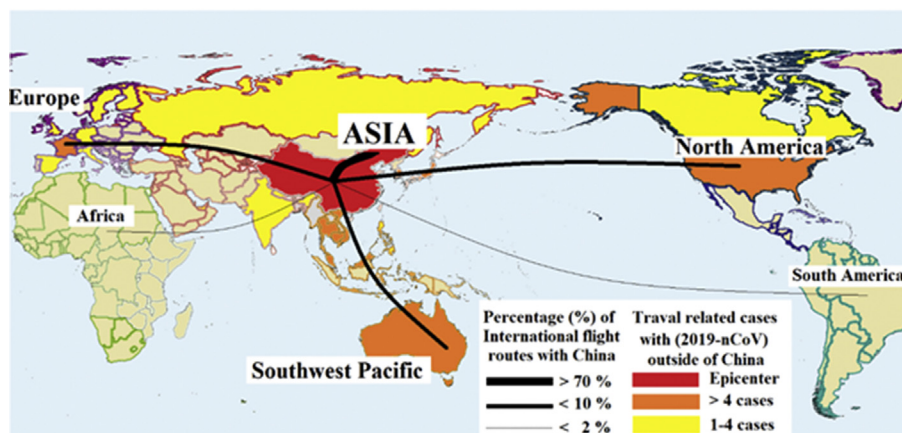 Europe
ASIA
North America
Africa
South America
Southwest Pacific
Percentage (%) of
International flight
routes with China
> 70 %
< 10 %
< 2 %
Traval related cases
with (2019-nCoV)
outside of China
Epicenter
> 4 cases
1-4 cases